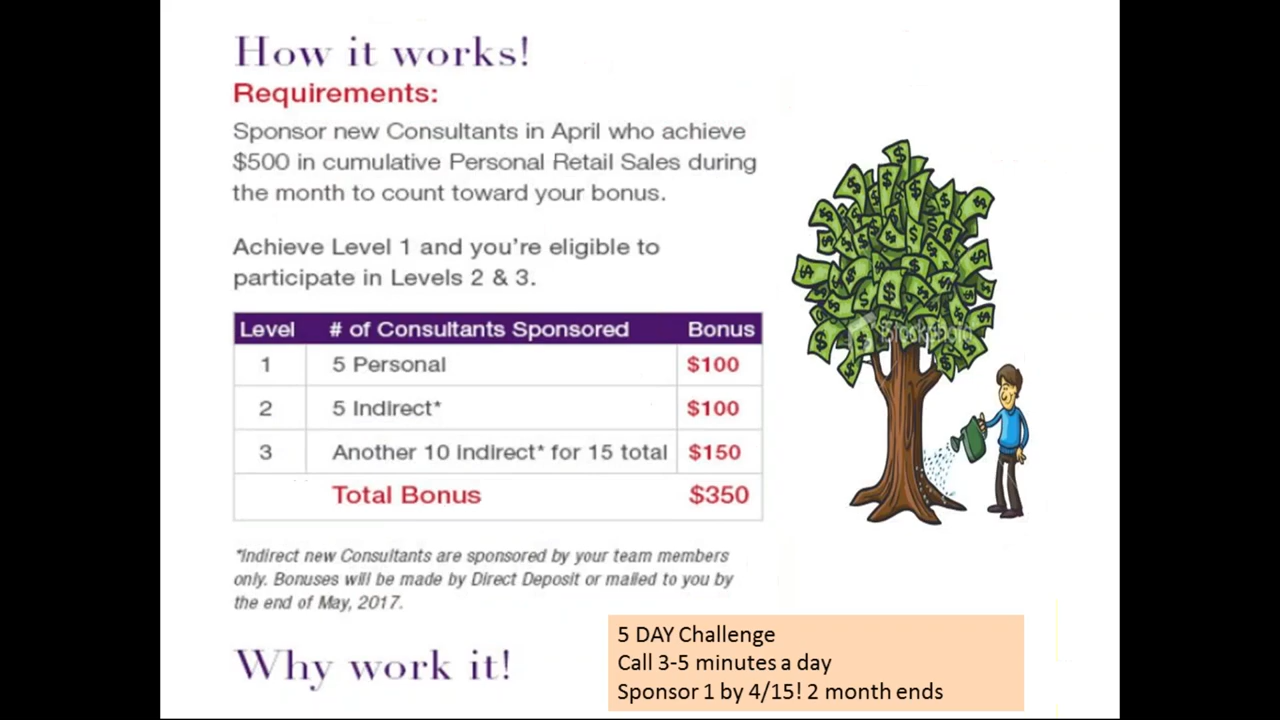 How it works!
Requirements:
Sponsor new Consultants in April who achieve
$500 in cumulative Personal Retail Sales during
the month to count toward your bonus.
Achieve Level 1 and you're eligible to
participate in Levels 2 & 3.
Level # of Consultants Sponsored Bonus
1 5 Personal $100
2 5 Indirect* $100
3 Another 10 indirect* for 15 total $150
Total Bonus $350
*Indirect new Consultants are sponsored by your team members
only. Bonuses will be made by Direct Deposit or mailed to you by
the end of May, 2017.
Why work it!
5 DAY Challenge
Call 3-5 minutes a day
Sponsor 1 by 4/15! 2 month ends